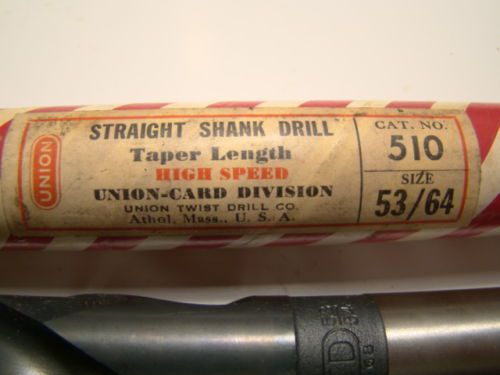 UNION
STRAIGHT SHANK DRILL
Taper Length
HIGH SPEED
UNION-CARD DIVISION
UNION TWIST DRILL CO.
Athol, Mass., U. S. A.
CAT. NO.
510
SIZE
53/64